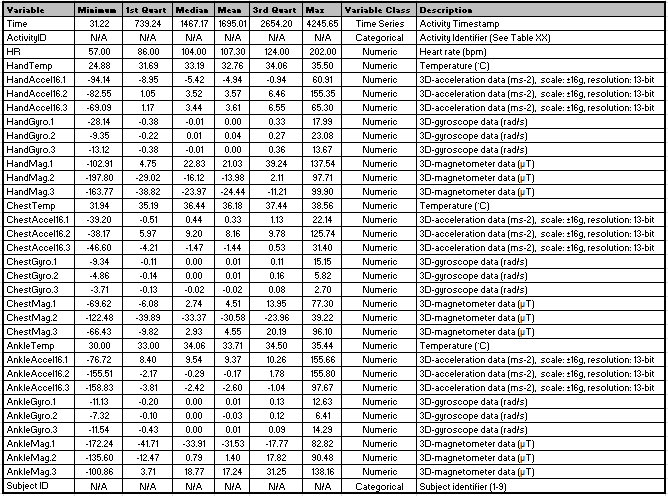 Variable Minimum 1st Quart Median Mean 3rd Quart Max Variable Class Description
Time 31.22 739.24 1467.17 1695.01 2654.20 4245.65 Time Series Activity Timestamp
ActivityID N/A N/A N/A N/A N/A N/A Categorical Activity Identifier (See Table XX)
HR 57.00 86.00 104.00 107.30 124.00 202.00 Numeric Heart rate (bpm)
HandTemp 24.88 31.69 33.19 32.76 34.06 35.50 Numeric Temperature (°C)
HandAccel16.1 -94.14 -8.95 -5.42 -4.94 -0.94 60.91 Numeric 3D-acceleration data (ms-2), scale: ±16g, resolution: 13-bit
HandAccel16.2 -82.55 1.05 3.52 3.57 6.46 155.35 Numeric 3D-acceleration data (ms-2), scale: ±16g, resolution: 13-bit
HandAccel16.3 -69.09 1.17 3.44 3.61 6.55 65.30 Numeric 3D-acceleration data (ms-2), scale: ±16g, resolution: 13-bit
HandGyro.1 -28.14 -0.38 -0.01 0.00 0.33 17.99 Numeric 3D-gyroscope data (rad/s)
HandGyro.2 -9.35 -0.22 0.01 0.04 0.27 23.08 Numeric 3D-gyroscope data (rad/s)
HandGyro.3 -13.12 -0.38 -0.01 0.00 0.36 13.67 Numeric 3D-gyroscope data (rad/s)
HandMag.1 -102.91 4.75 22.83 21.03 39.24 137.54 Numeric 3D-magnetometer data (µT)
HandMag.2 -197.80 -29.02 -16.12 -13.98 2.11 97.71 Numeric 3D-magnetometer data (µT)
HandMag.3 -163.77 -38.82 -23.97 -24.44 -11.21 99.90 Numeric 3D-magnetometer data (µT)
ChestTemp 31.94 35.19 36.44 36.18 37.44 38.56 Numeric Temperature (°C)
ChestAccel16.1 -39.20 -0.51 0.44 0.33 1.13 22.14 Numeric 3D-acceleration data (ms-2), scale: ±16g, resolution: 13-bit
ChestAccel16.2 -38.17 5.97 9.20 8.16 9.78 125.74 Numeric 3D-acceleration data (ms-2), scale: ±16g, resolution: 13-bit
ChestAccel16.3 -46.60 -4.21 -1.47 -1.44 0.53 31.40 Numeric 3D-acceleration data (ms-2), scale: ±16g, resolution: 13-bit
ChestGyro.1 -9.34 -0.11 0.00 0.01 0.11 15.15 Numeric 3D-gyroscope data (rad/s)
ChestGyro.2 -4.86 -0.14 0.00 0.01 0.16 5.82 Numeric 3D-gyroscope data (rad/s)
ChestGyro.3 -3.71 -0.13 -0.02 -0.02 0.08 2.70 Numeric 3D-gyroscope data (rad/s)
ChestMag.1 -69.62 -6.08 2.74 4.51 13.95 77.30 Numeric 3D-magnetometer data (µT)
ChestMag.2 -122.48 -39.89 -33.37 -30.58 -23.96 39.22 Numeric 3D-magnetometer data (µT)
ChestMag.3 -66.43 -9.82 2.93 4.55 20.19 96.10 Numeric 3D-magnetometer data (µT)
AnkleTemp 30.00 33.00 34.06 33.71 34.50 35.44 Numeric Temperature (°C)
AnkleAccel16.1 -76.72 8.40 9.54 9.37 10.26 155.66 Numeric 3D-acceleration data (ms-2), scale: ±16g, resolution: 13-bit
AnkleAccel16.2 -155.51 -2.17 -0.29 -0.17 1.78 155.80 Numeric 3D-acceleration data (ms-2), scale: ±16g, resolution: 13-bit
AnkleAccel16.3 -158.83 -3.81 -2.42 -2.60 -1.04 97.67 Numeric 3D-acceleration data (ms-2), scale: ±16g, resolution: 13-bit
AnkleGyro.1 -11.13 -0.20 0.00 0.01 0.13 12.63 Numeric 3D-gyroscope data (rad/s)
AnkleGyro.2 -7.32 -0.10 0.00 -0.03 0.12 6.41 Numeric 3D-gyroscope data (rad/s)
AnkleGyro.3 -11.54 -0.43 0.00 0.01 0.09 14.29 Numeric 3D-gyroscope data (rad/s)
AnkleMag.1 -172.24 -41.71 -33.91 -31.53 -17.77 82.82 Numeric 3D-magnetometer data (µT)
AnkleMag.2 -135.60 -12.47 0.79 1.40 17.82 90.48 Numeric 3D-magnetometer data (µT)
AnkleMag.3 -100.86 3.71 18.77 17.24 31.25 138.16 Numeric 3D-magnetometer data (µT)
Subject ID N/A N/A N/A N/A N/A N/A Categorical Subject identifier (1-9)